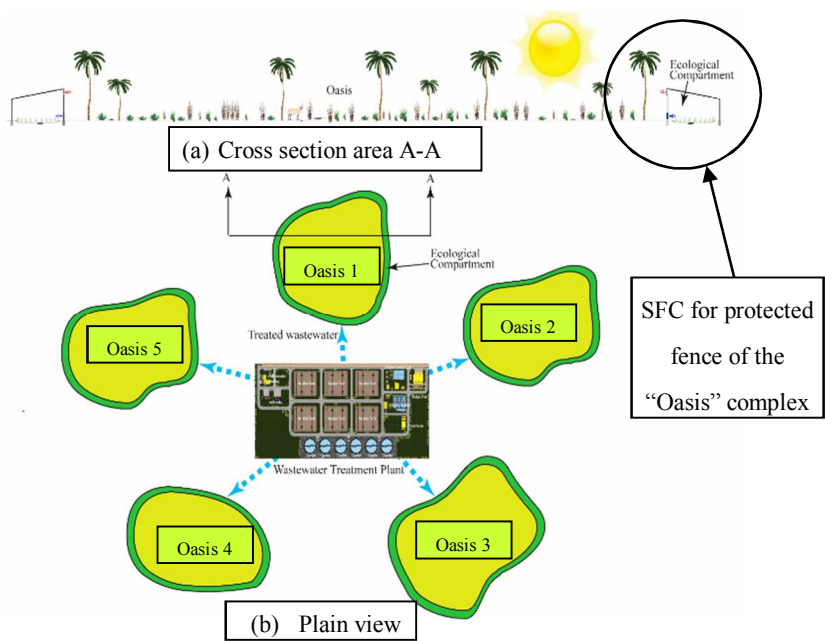 Ecological
Compartment
Oasis
(a) Cross section area A-A
A
A
Oasis 1
Ecological
Compartment
SFC for protected
fence of the
“Oasis” complex
Oasis 2
Treated wastewater
Oasis 5
Wastewater Treatment Plant
Oasis 4
Oasis 3
(b) Plain view